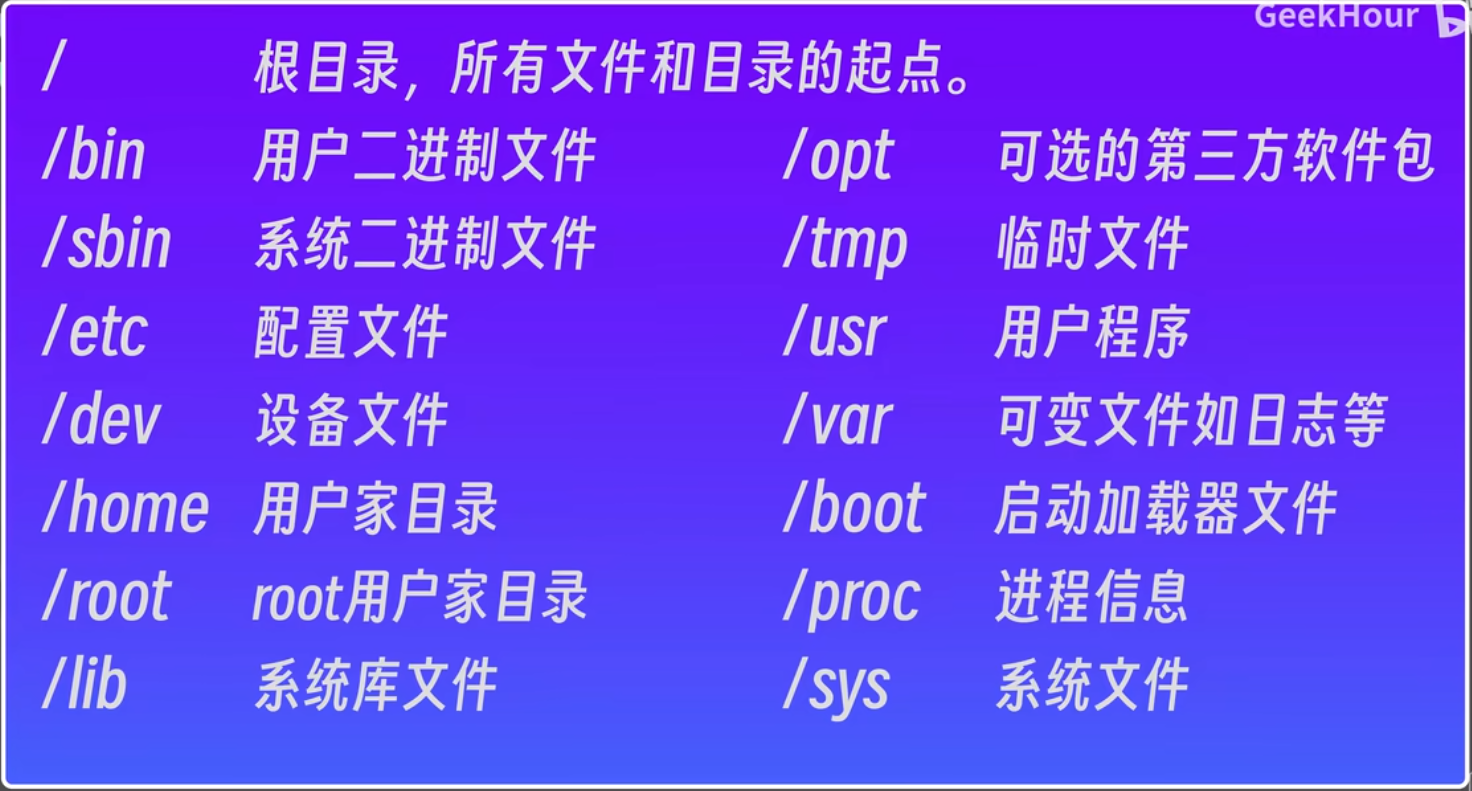 GeekHour
/ 根目录，所有文件和目录的起点。
/bin 用户二进制文件 /opt 可选的第三方软件包
/sbin 系统二进制文件 /tmp 临时文件
/etc 配置文件 /usr 用户程序
/dev 设备文件 /var 可变文件如日志等
/home 用户家目录 /boot 启动加载器文件
/root root用户家目录 /proc 进程信息
/lib 系统库文件 /sys 系统文件